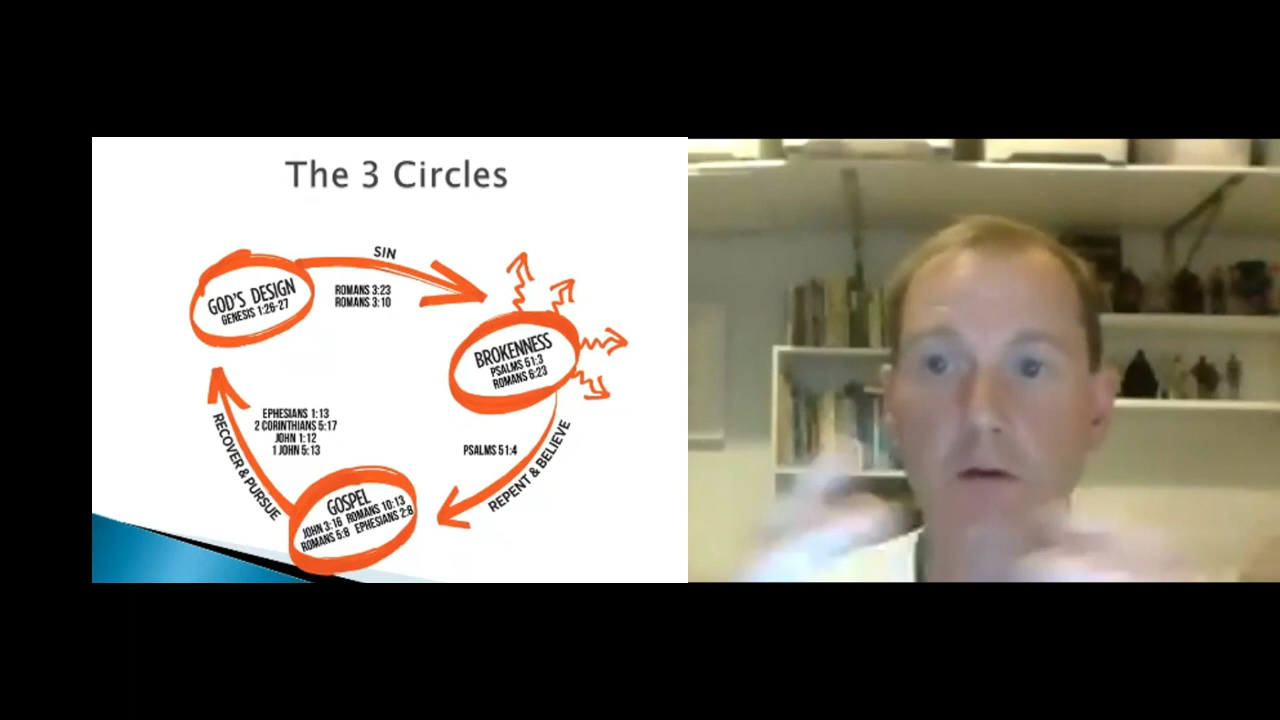 The 3 Circles
SIN
GOD'S DESIGN
GENESIS 1:26-27
ROMANS 3:23
ROMANS 3:10
BROKENNESS
PSALMS 51:3
ROMANS 6:23
EPHESIANS 1:13
2 CORINTHIANS 5:17
JOHN 1:12
1 JOHN 5:13
PSALMS 51:4
REPENT & BELIEVE
RECOVER & PURSUE
GOSPEL
JOHN 3:16 ROMANS 10:13
ROMANS 5:8 EPHESIANS 2:8